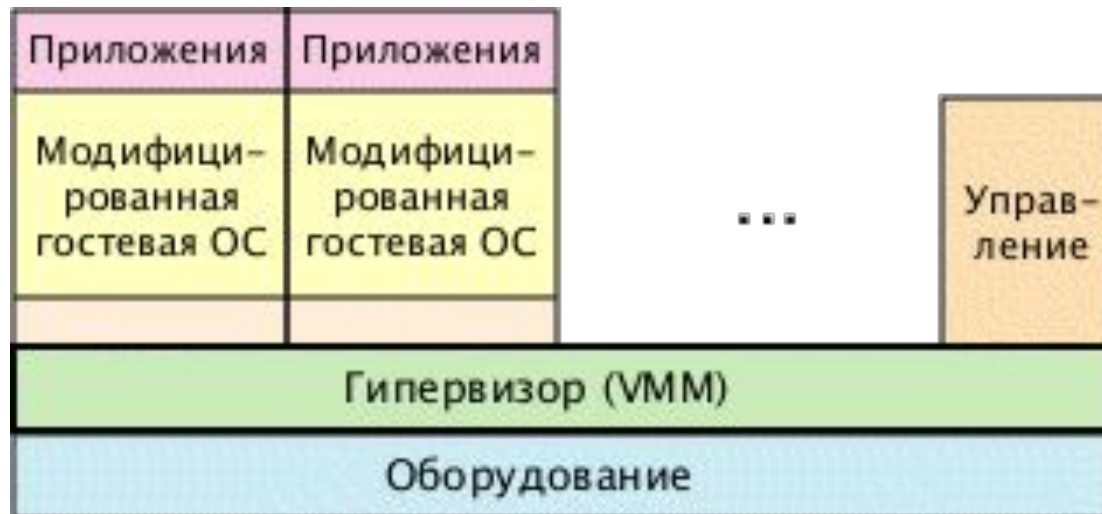 Приложения
Приложения
Модифици-
рованная
гостевая ОС
Модифици-
рованная
гостевая ОС
...
Управ-
ление
Гипервизор (VMM)
Оборудование